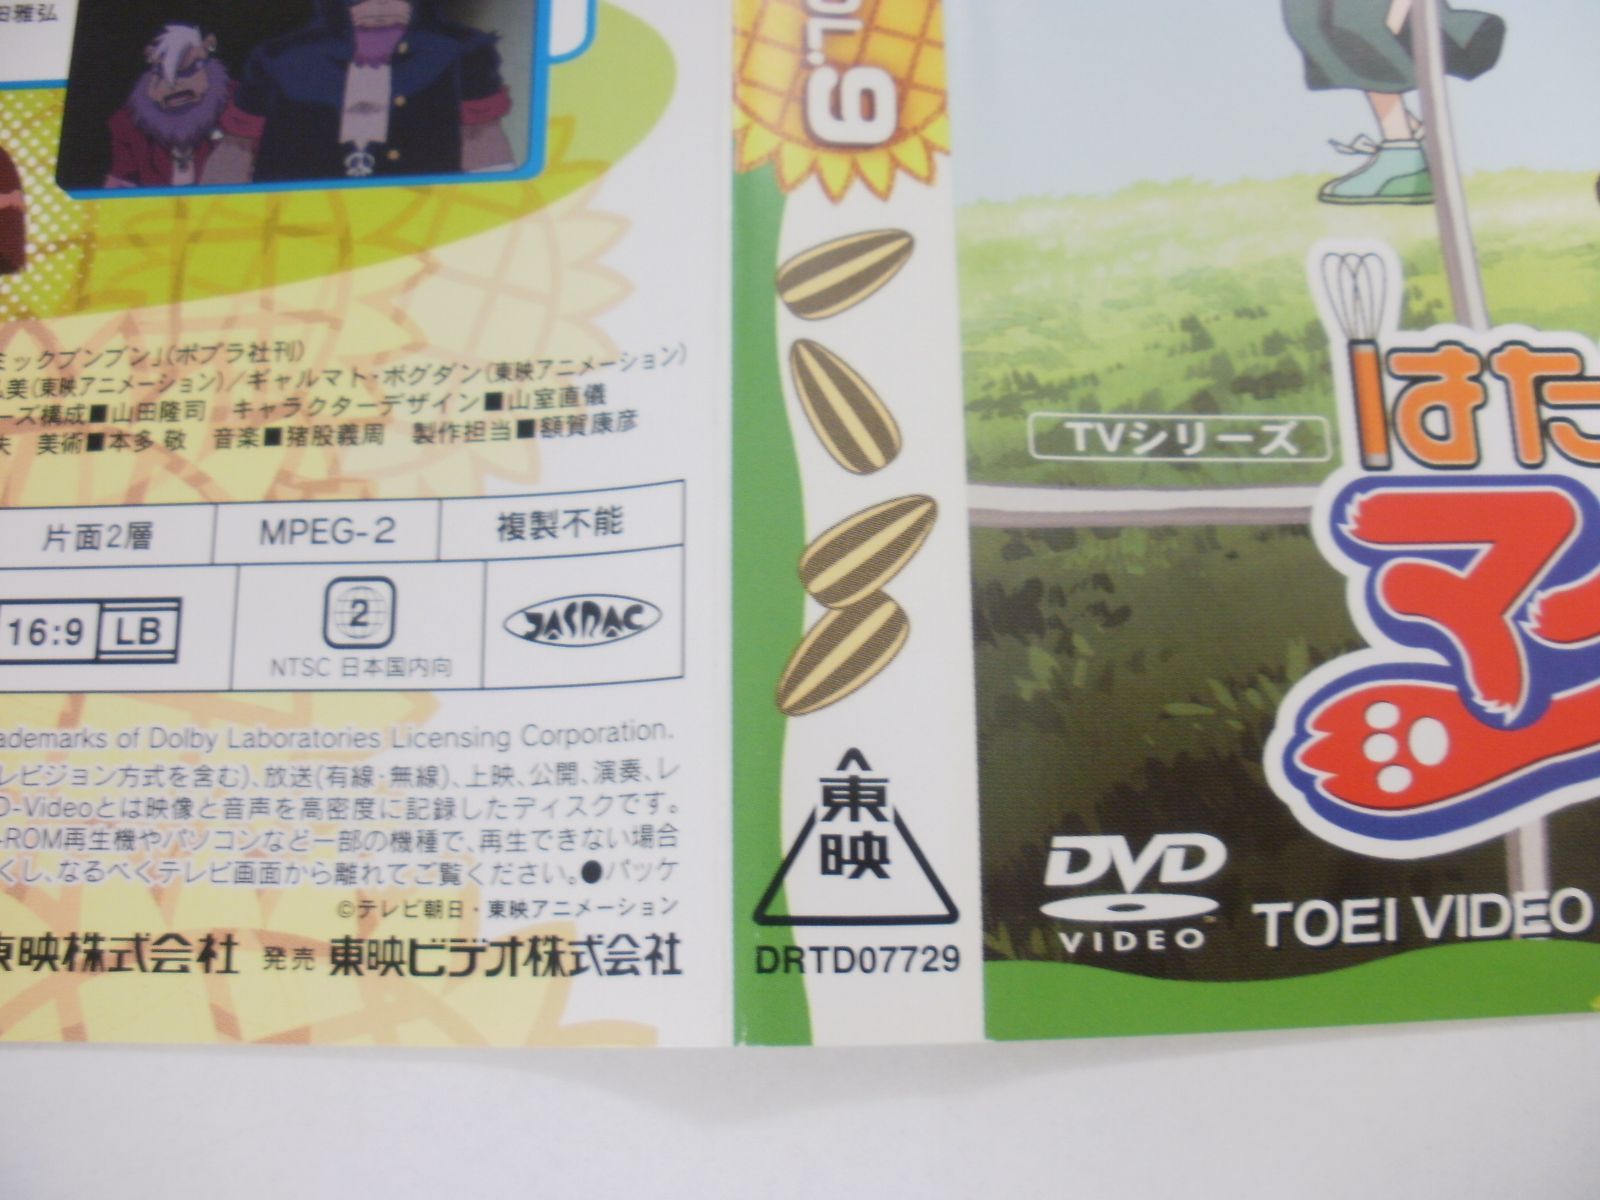 田雅弘
ミックブンブン」(ポプラ社刊)
弘美(東映アニメーション)/ギャルマト・ボグダン(東映アニメーション)
ーズ構成■山田隆司 キャラクターデザイン■山室直儀
夫 美術■本多 敬 音楽■猪股義周 製作担当■額賀康彦
片面2層 MPEG-2 複製不能
16:9 LB 2 JASRAC
NTSC 日本国内向
ademarks of Dolby Laboratories Licensing Corporation.
レビジョン方式を含む)、放送(有線・無線)、上映、公開、演奏、レ
D-Videoとは映像と音声を高密度に記録したディスクです。
-ROM再生機やパソコンなど一部の機種で、再生できない場合
くし、なるべくテレビ画面から離れてご覧ください。●パッケ
©テレビ朝日・東映アニメーション
東映株式会社 発売 東映ビデオ株式会社
OL.9
東映
DRTD07729
TVシリーズ
はた
マ
ジ
DVD
VIDEO
TOEI VIDEO